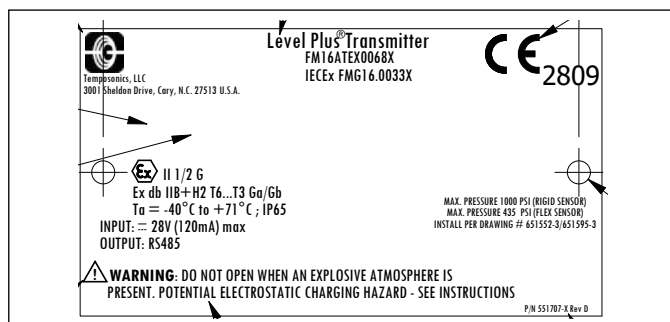 Level Plus® Transmitter
FM16ATEX0068X
IECEx FMG16.0033X
CE 2809
Temposonics, LLC
3001 Sheldon Drive, Cary, N.C. 27513 U.S.A.
Ex II 1/2 G
Ex db IIB+H2 T6...T3 Ga/Gb
Ta = -40°C to +71°C ; IP65
INPUT: ⎓ 28V (120mA) max
OUTPUT: RS485
MAX. PRESSURE 1000 PSI (RIGID SENSOR)
MAX. PRESSURE 435 PSI (FLEX SENSOR)
INSTALL PER DRAWING # 651552-3/651595-3
WARNING: DO NOT OPEN WHEN AN EXPLOSIVE ATMOSPHERE IS
PRESENT. POTENTIAL ELECTROSTATIC CHARGING HAZARD - SEE INSTRUCTIONS
P/N 551707-X Rev D